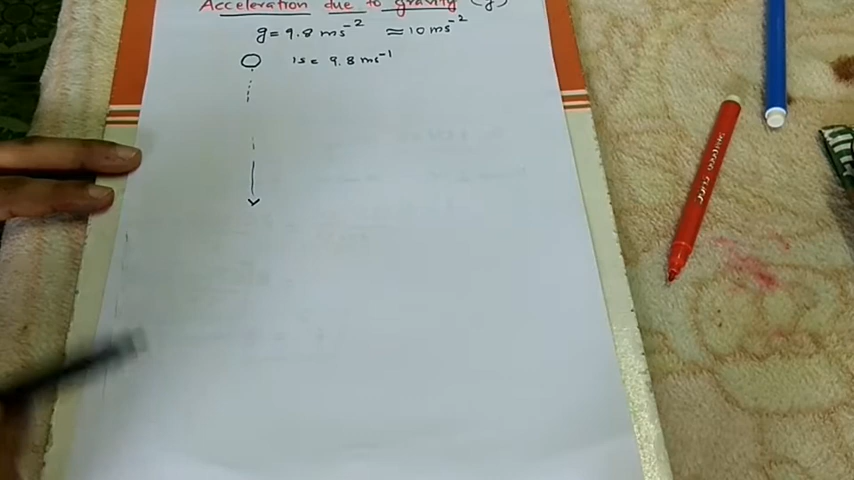 Acceleration due to gravity (g)
g = 9.8 ms⁻² ≈ 10 ms⁻²
1s = 9.8 ms⁻¹